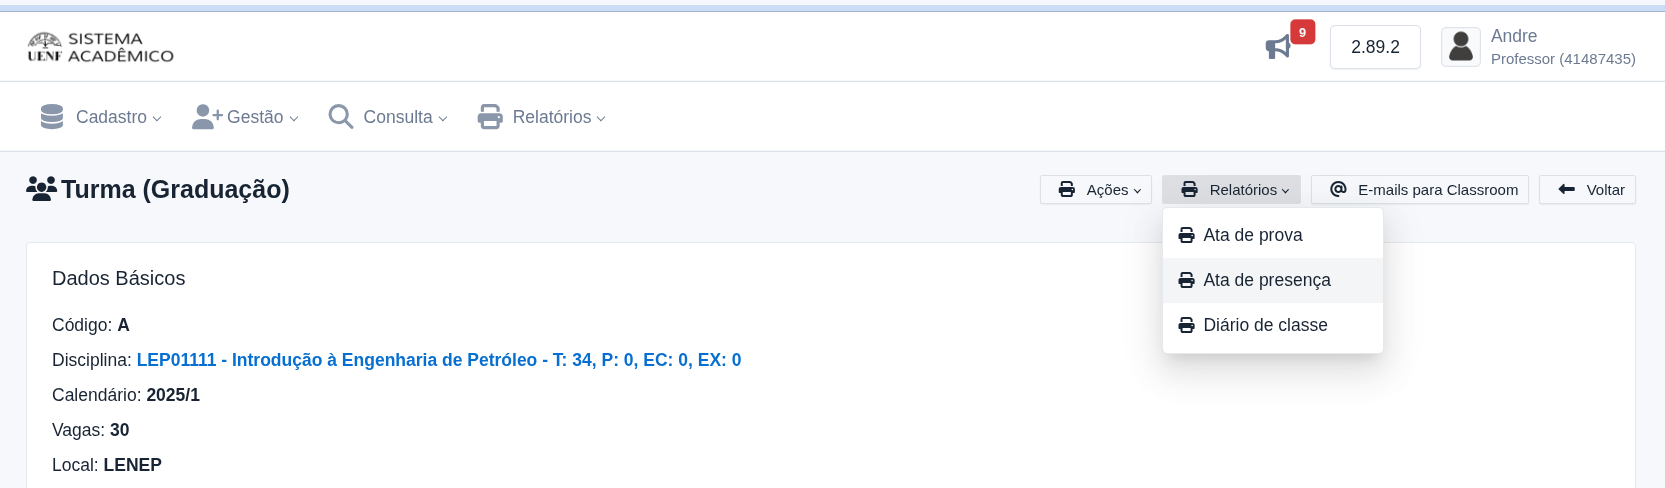 UENF SISTEMA ACADÊMICO
9
2.89.2
Andre
Professor (41487435)
Cadastro
Gestão
Consulta
Relatórios
Turma (Graduação)
Ações
Relatórios
E-mails para Classroom
Voltar
Ata de prova
Ata de presença
Diário de classe
Dados Básicos
Código: A
Disciplina: LEP01111 - Introdução à Engenharia de Petróleo - T: 34, P: 0, EC: 0, EX: 0
Calendário: 2025/1
Vagas: 30
Local: LENEP